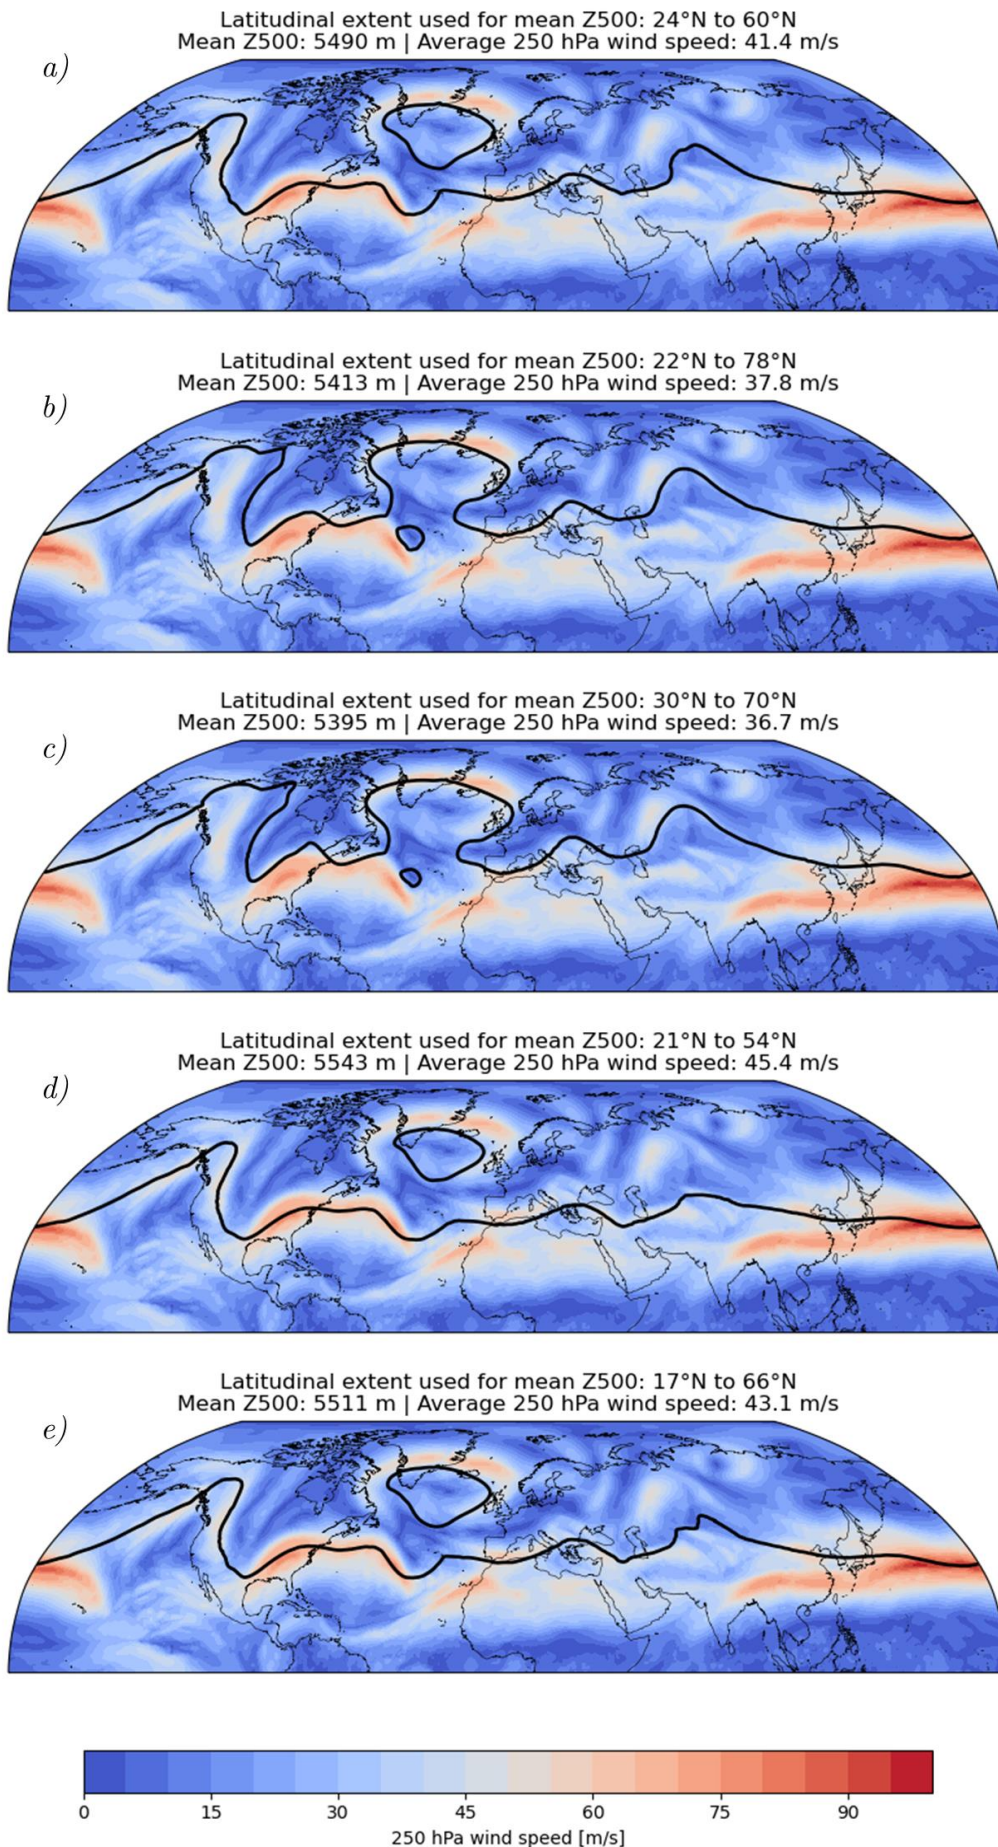 Latitudinal extent used for mean Z500: 24°N to 60°N
Mean Z500: 5490 m | Average 250 hPa wind speed: 41.4 m/s
a)
Latitudinal extent used for mean Z500: 22°N to 78°N
Mean Z500: 5413 m | Average 250 hPa wind speed: 37.8 m/s
b)
Latitudinal extent used for mean Z500: 30°N to 70°N
Mean Z500: 5395 m | Average 250 hPa wind speed: 36.7 m/s
c)
Latitudinal extent used for mean Z500: 21°N to 54°N
Mean Z500: 5543 m | Average 250 hPa wind speed: 45.4 m/s
d)
Latitudinal extent used for mean Z500: 17°N to 66°N
Mean Z500: 5511 m | Average 250 hPa wind speed: 43.1 m/s
e)
0 15 30 45 60 75 90
250 hPa wind speed [m/s]